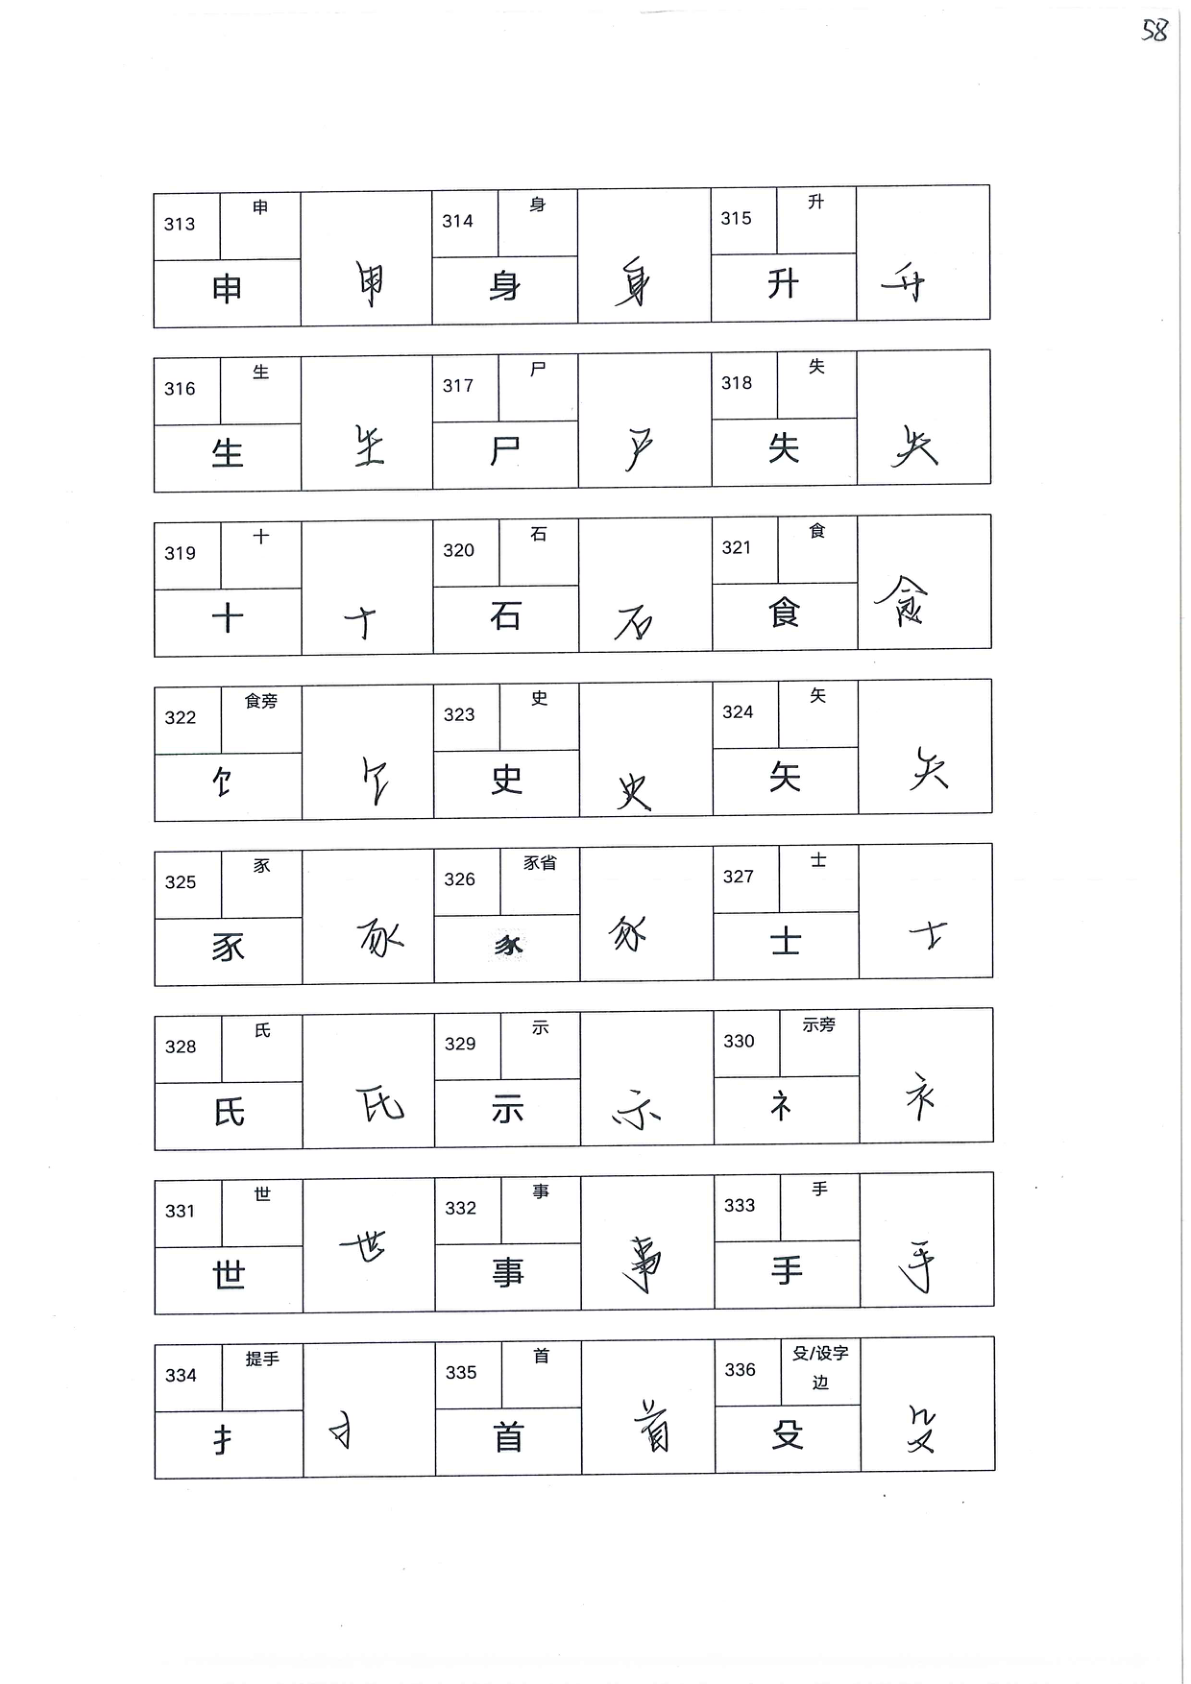 58
313 申 314 身 315 升
申 申 身 身 升 升
316 生 317 尸 318 失
生 生 尸 尸 失 失
319 十 320 石 321 食
十 十 石 石 食 食
322 食旁 323 史 324 矢
饣 饣 史 史 矢 矢
325 豕 326 豕省 327 士
豕 豕 士 士
328 氏 329 示 330 示旁
氏 氏 示 示 礻 礻
331 世 332 事 333 手
世 世 事 事 手 手
334 提手 335 首 336 殳/设字边
扌 扌 首 首 殳 殳